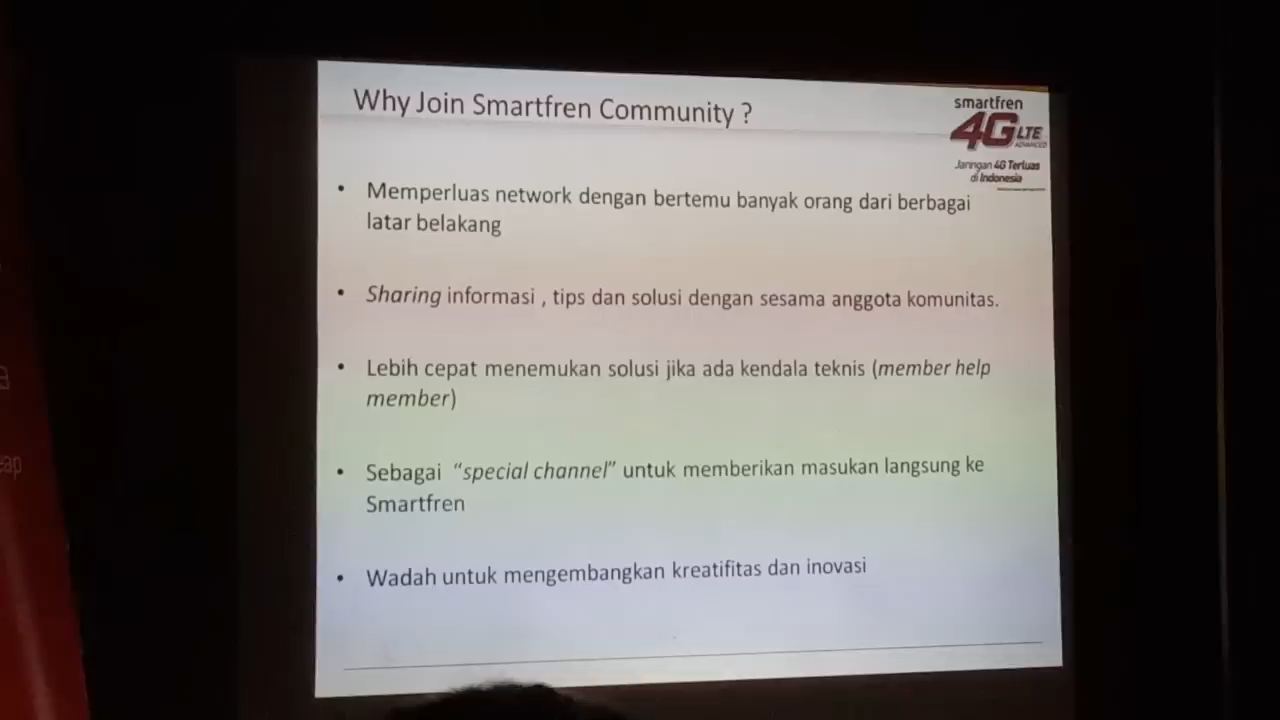 Why Join Smartfren Community ?
smartfren
4G LTE
ADVANCED
Jaringan 4G Terluas
di Indonesia
• Memperluas network dengan bertemu banyak orang dari berbagai
latar belakang
• Sharing informasi , tips dan solusi dengan sesama anggota komunitas.
• Lebih cepat menemukan solusi jika ada kendala teknis (member help
member)
• Sebagai “special channel” untuk memberikan masukan langsung ke
Smartfren
• Wadah untuk mengembangkan kreatifitas dan inovasi